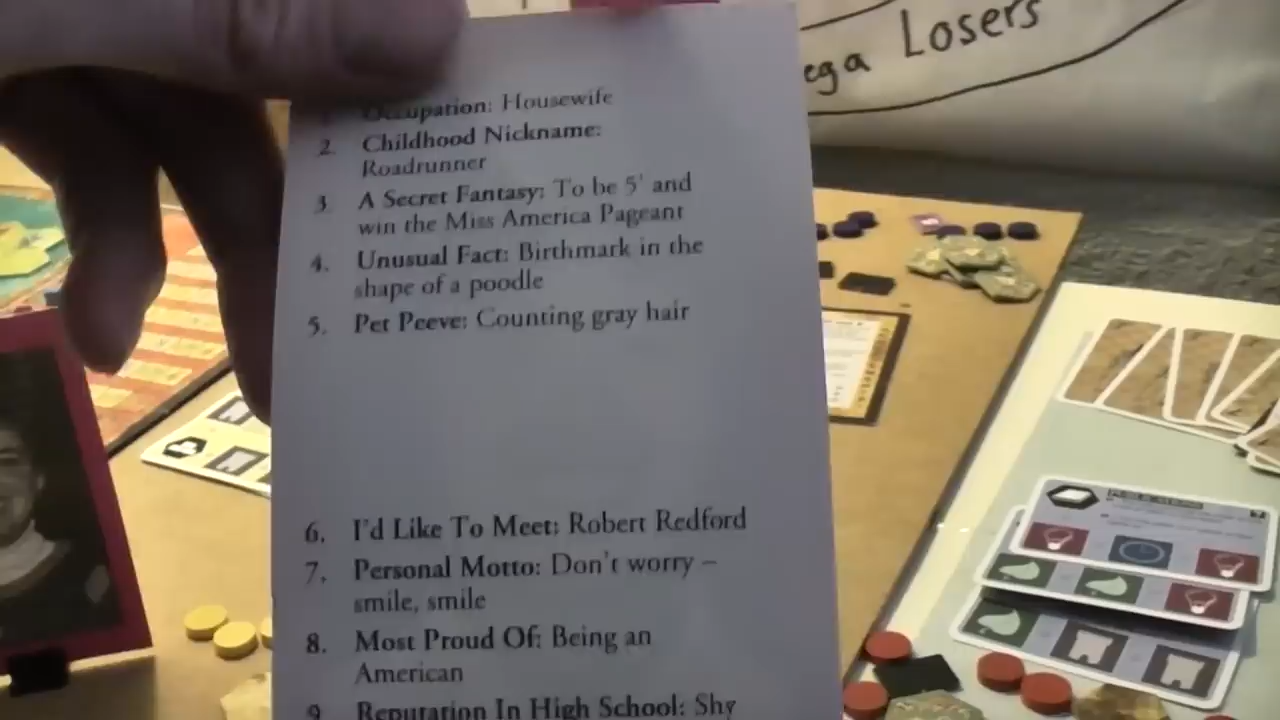 ega Losers
Occupation: Housewife
2. Childhood Nickname:
Roadrunner
3. A Secret Fantasy: To be 5' and
win the Miss America Pageant
4. Unusual Fact: Birthmark in the
shape of a poodle
5. Pet Peeve: Counting gray hair
6. I'd Like To Meet: Robert Redford
7. Personal Motto: Don't worry –
smile, smile
8. Most Proud Of: Being an
American
9 Reputation In High School: Shy